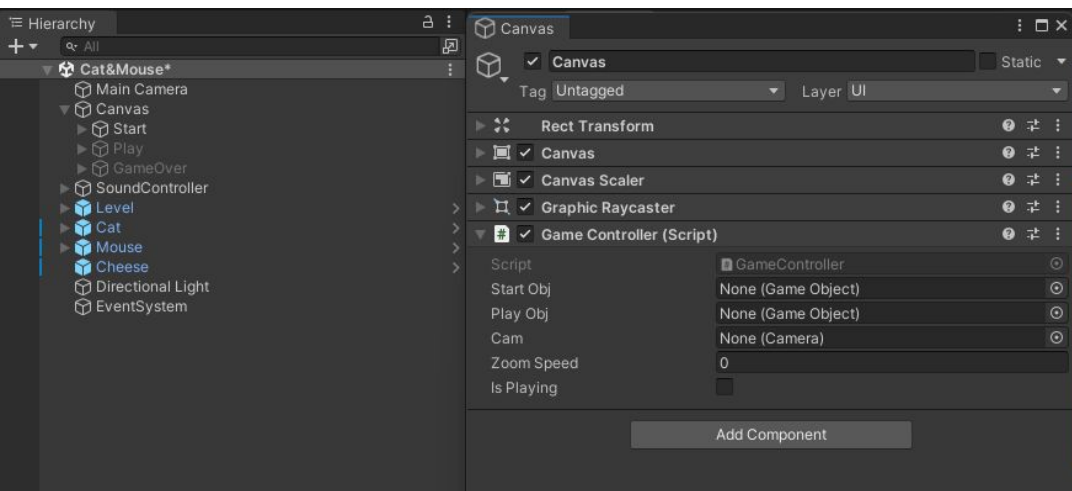 Hierarchy
All
Cat&Mouse*
Main Camera
Canvas
Start
Play
GameOver
SoundController
Level
Cat
Mouse
Cheese
Directional Light
EventSystem
Canvas
Canvas
Static
Tag Untagged
Layer UI
Rect Transform
Canvas
Canvas Scaler
Graphic Raycaster
# Game Controller (Script)
Script GameController
Start Obj None (Game Object)
Play Obj None (Game Object)
Cam None (Camera)
Zoom Speed 0
Is Playing
Add Component